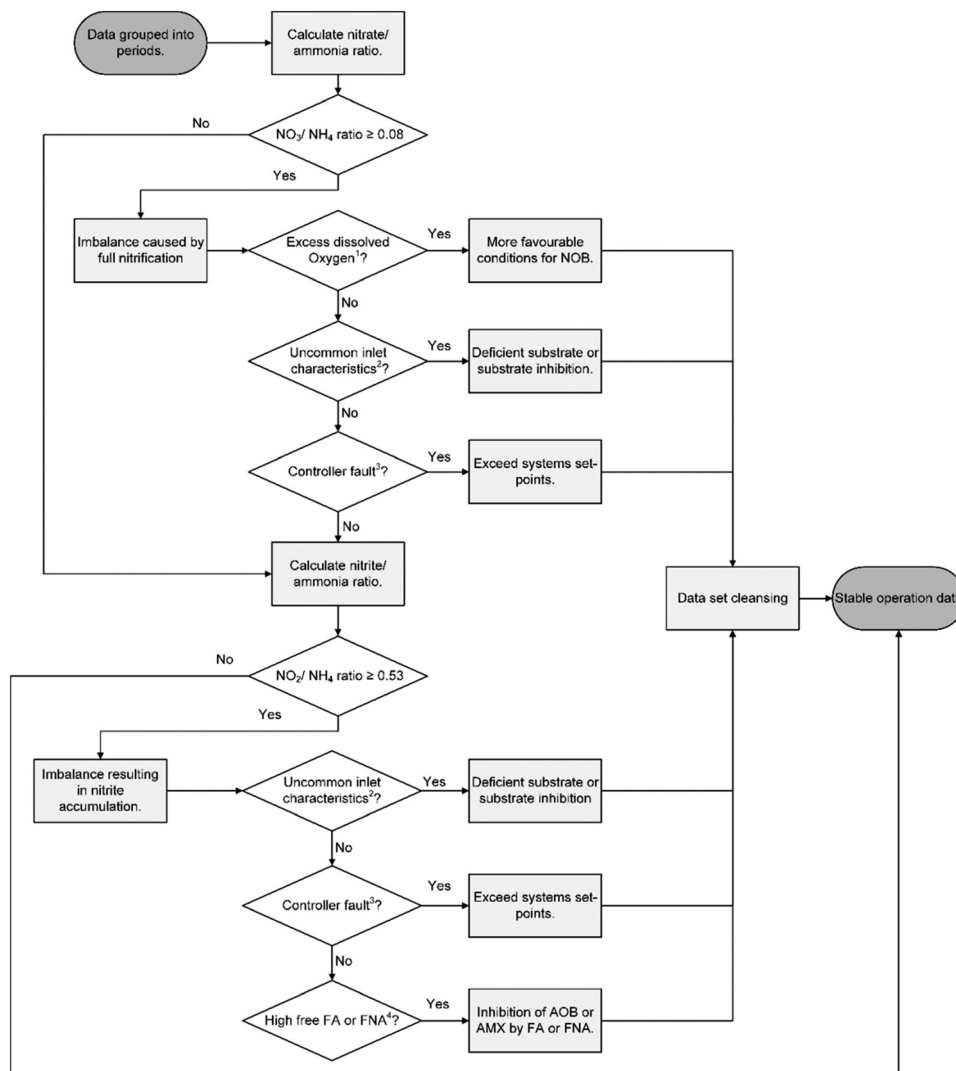 Data grouped into
periods.
Calculate nitrate/
ammonia ratio.
No
NO₃/ NH₄ ratio ≥ 0.08
Yes
Imbalance caused by
full nitrification
Excess dissolved
Oxygen¹?
Yes
More favourable
conditions for NOB.
No
Uncommon inlet
characteristics²?
Yes
Deficient substrate or
substrate inhibition.
No
Controller fault³?
Yes
Exceed systems set-
points.
No
Calculate nitrite/
ammonia ratio.
Data set cleansing
Stable operation data
No
NO₂/ NH₄ ratio ≥ 0.53
Yes
Imbalance resulting
in nitrite
accumulation.
Uncommon inlet
characteristics²?
Yes
Deficient substrate or
substrate inhibition
No
Controller fault³?
Yes
Exceed systems set-
points.
No
High free FA or FNA⁴?
Yes
Inhibition of AOB or
AMX by FA or FNA.